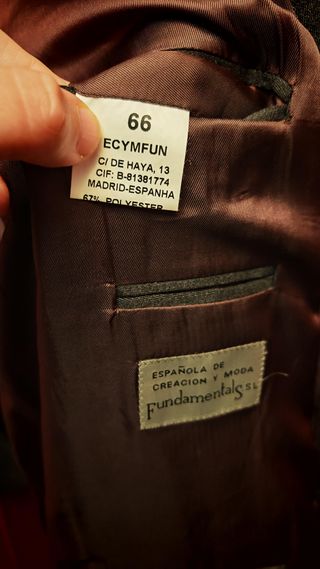 66
ECYMFUN
C/ DE HAYA, 13
CIF: B-81381774
MADRID-ESPANHA
67% POLYESTER
ESPAÑOLA DE
CREACION Y MODA
Fundamentals S.L